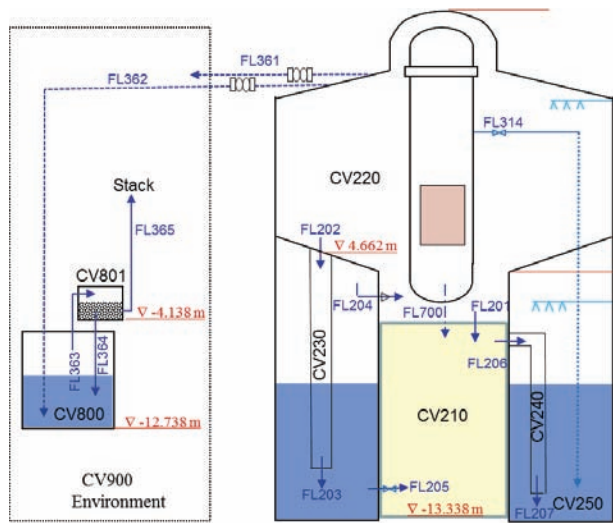 FL361
FL362
FL314
Stack
CV220
FL202
FL365
∇ 4.662 m
CV801
FL204
FL700
FL201
∇ -4.138 m
FL363
FL364
CV230
FL206
CV800
CV210
CV240
∇ -12.738 m
FL203
FL205
FL207
CV250
∇ -13.338 m
CV900
Environment